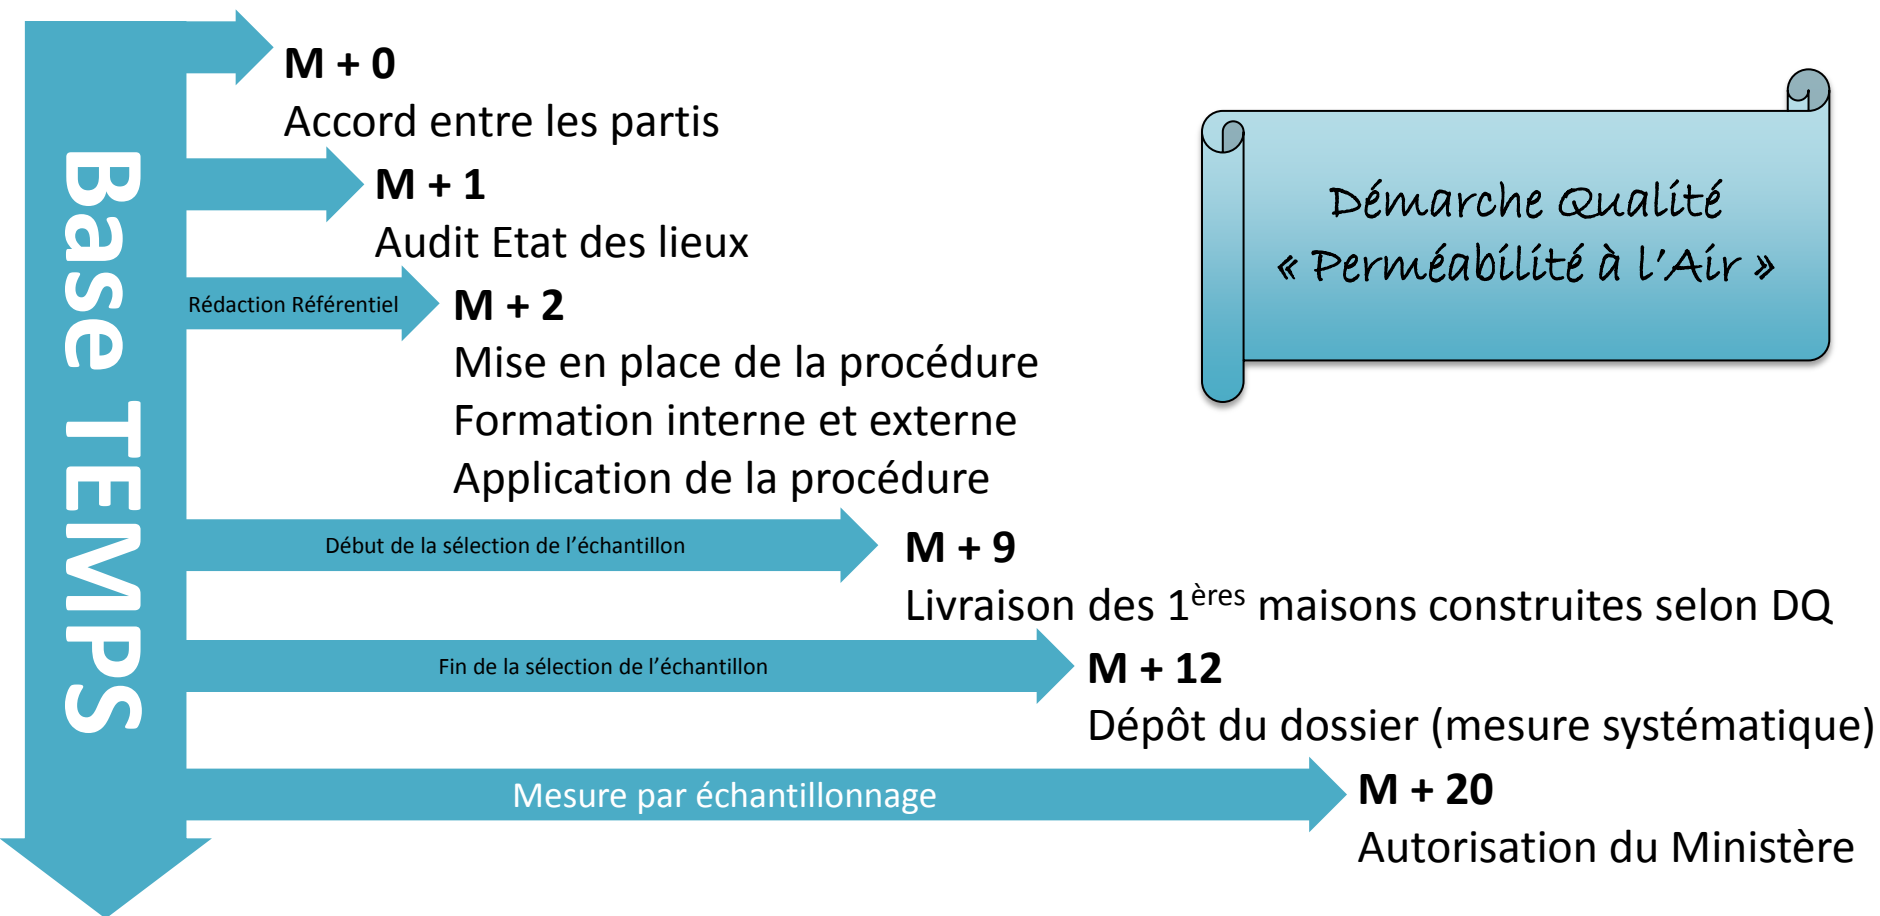 Base TEMPS
M + 0
Accord entre les partis
M + 1
Audit Etat des lieux
Rédaction Référentiel
M + 2
Mise en place de la procédure
Formation interne et externe
Application de la procédure
Début de la sélection de l’échantillon
M + 9
Livraison des 1ères maisons construites selon DQ
Fin de la sélection de l’échantillon
M + 12
Dépôt du dossier (mesure systématique)
Mesure par échantillonnage
M + 20
Autorisation du Ministère
Démarche Qualité
« Perméabilité à l’Air »